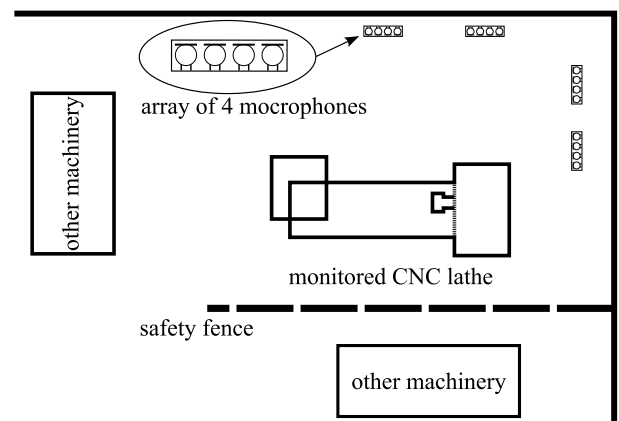 array of 4 mocrophones
other machinery
monitored CNC lathe
safety fence
other machinery